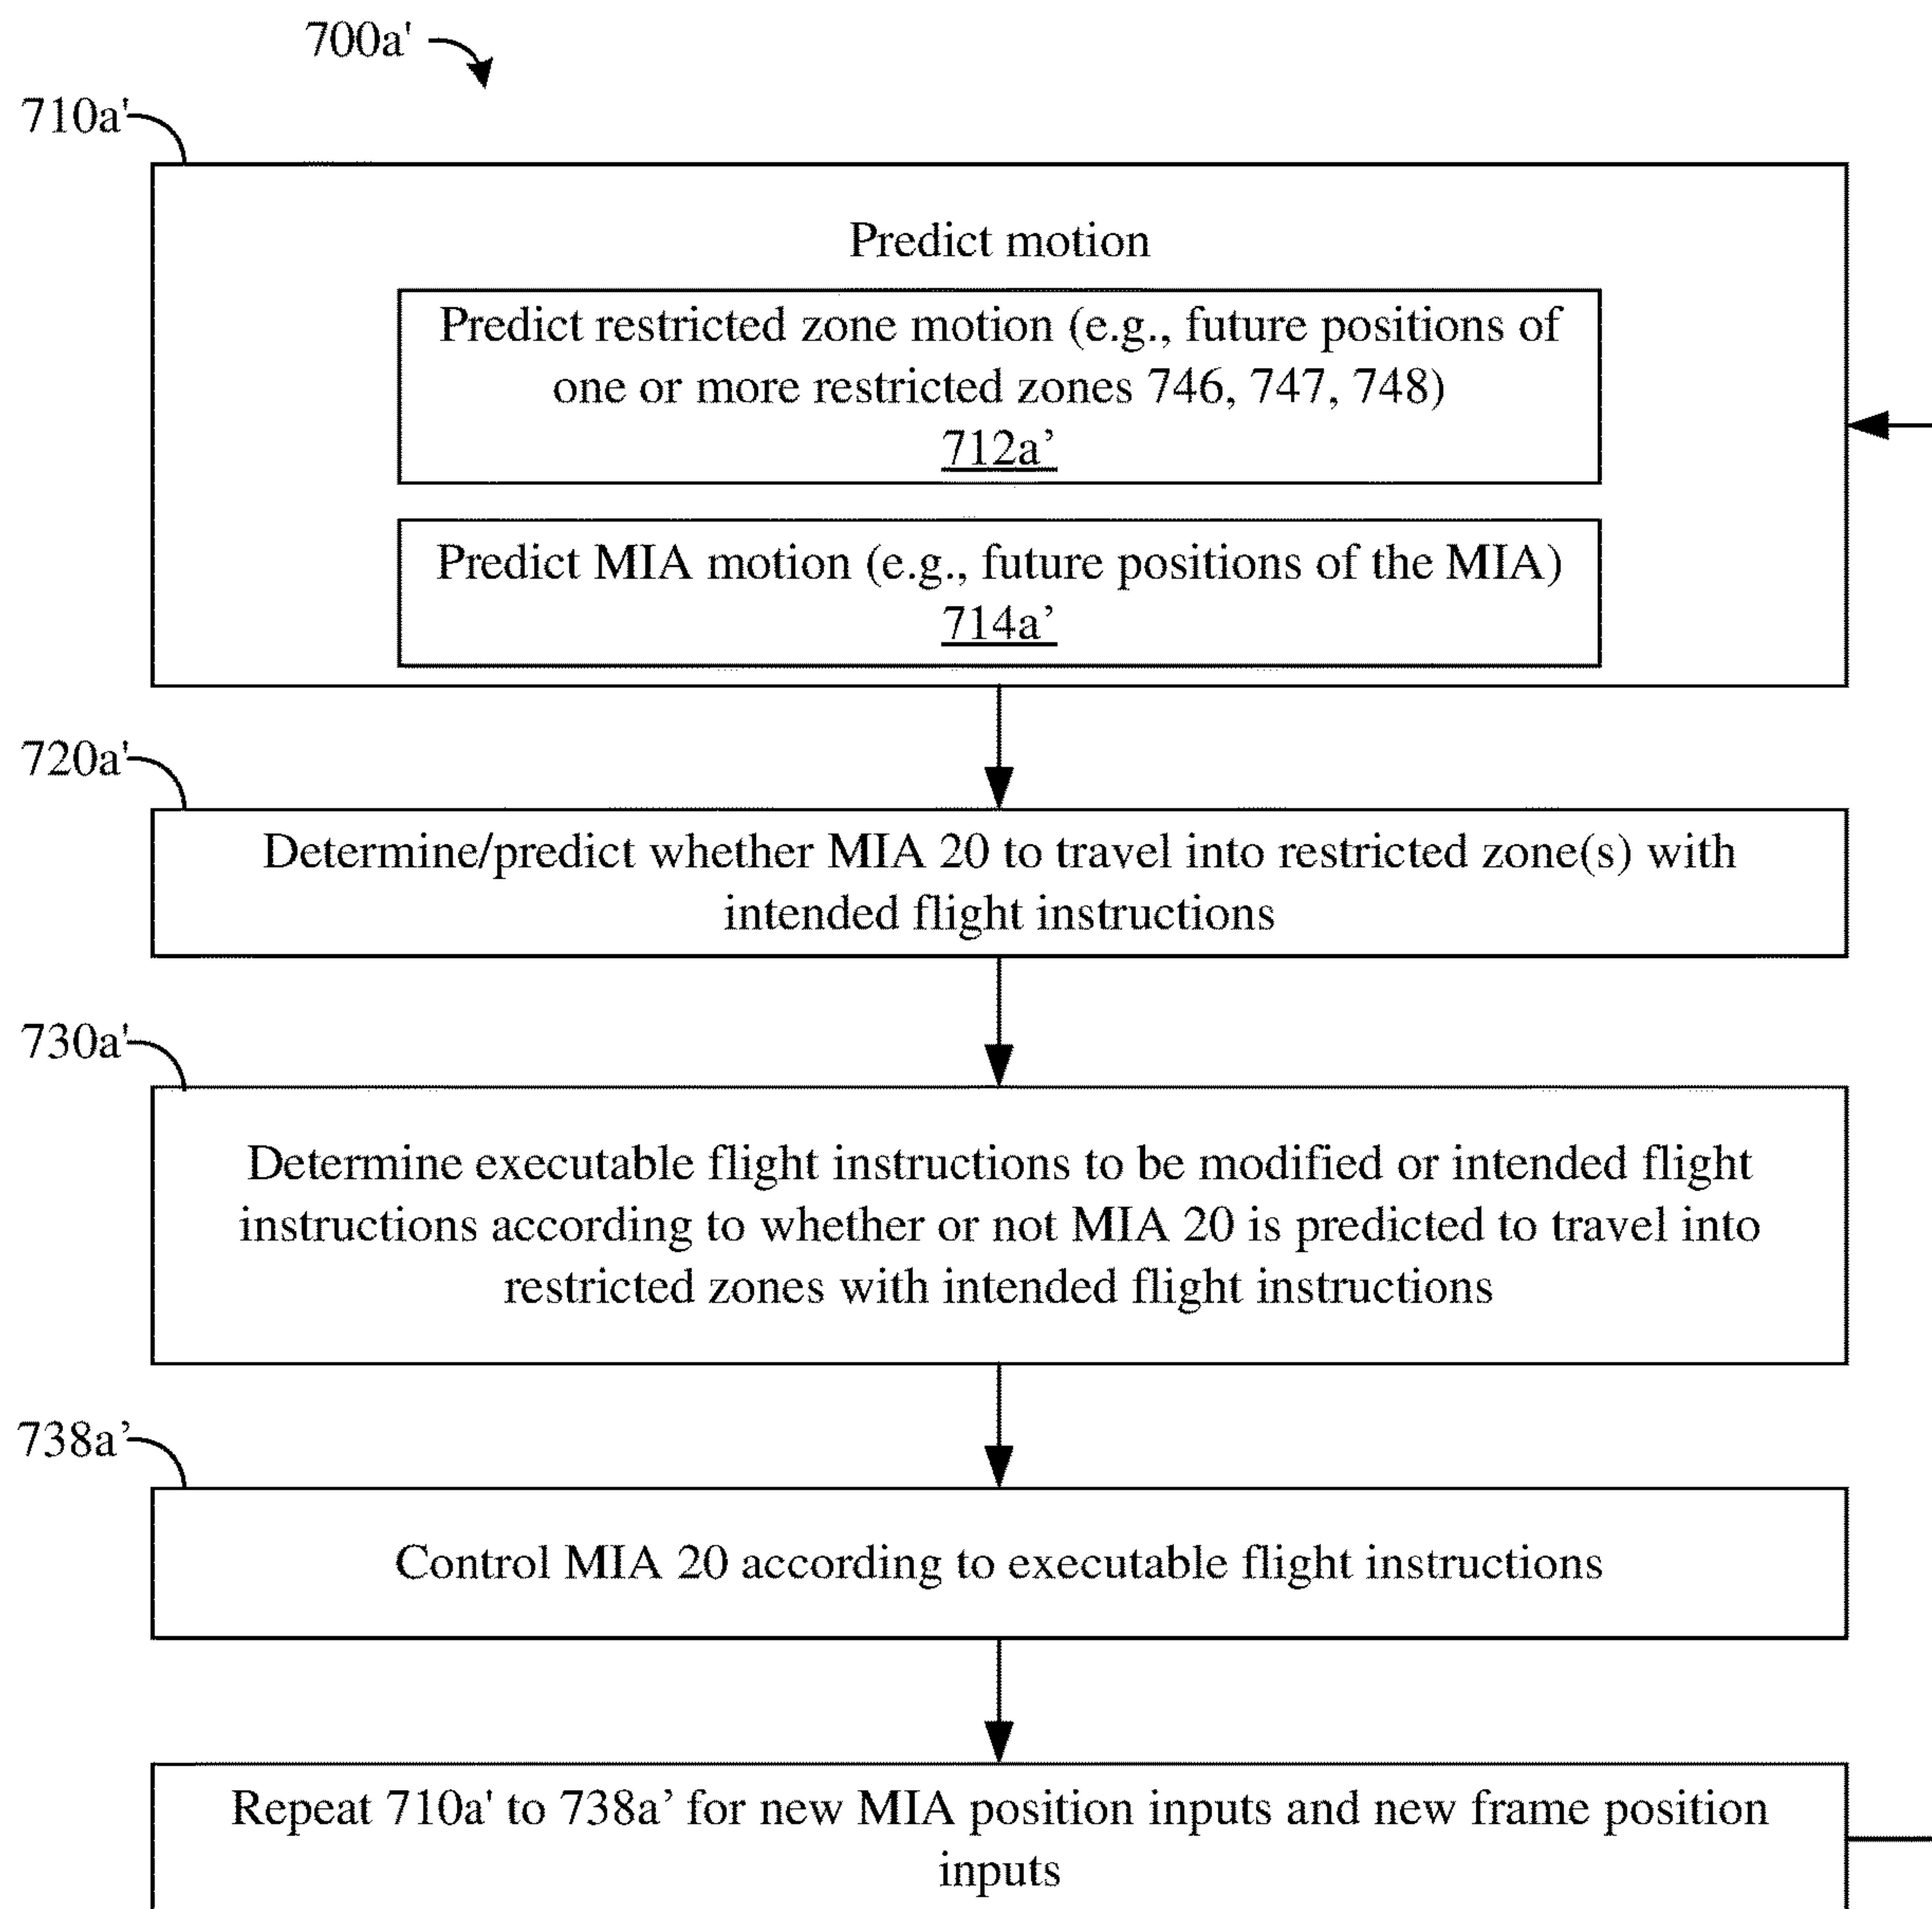 700a'
710a'
Predict motion
Predict restricted zone motion (e.g., future positions of
one or more restricted zones 746, 747, 748)
712a’
Predict MIA motion (e.g., future positions of the MIA)
714a’
720a'
Determine/predict whether MIA 20 to travel into restricted zone(s) with
intended flight instructions
730a'
Determine executable flight instructions to be modified or intended flight
instructions according to whether or not MIA 20 is predicted to travel into
restricted zones with intended flight instructions
738a’
Control MIA 20 according to executable flight instructions
Repeat 710a' to 738a’ for new MIA position inputs and new frame position
inputs